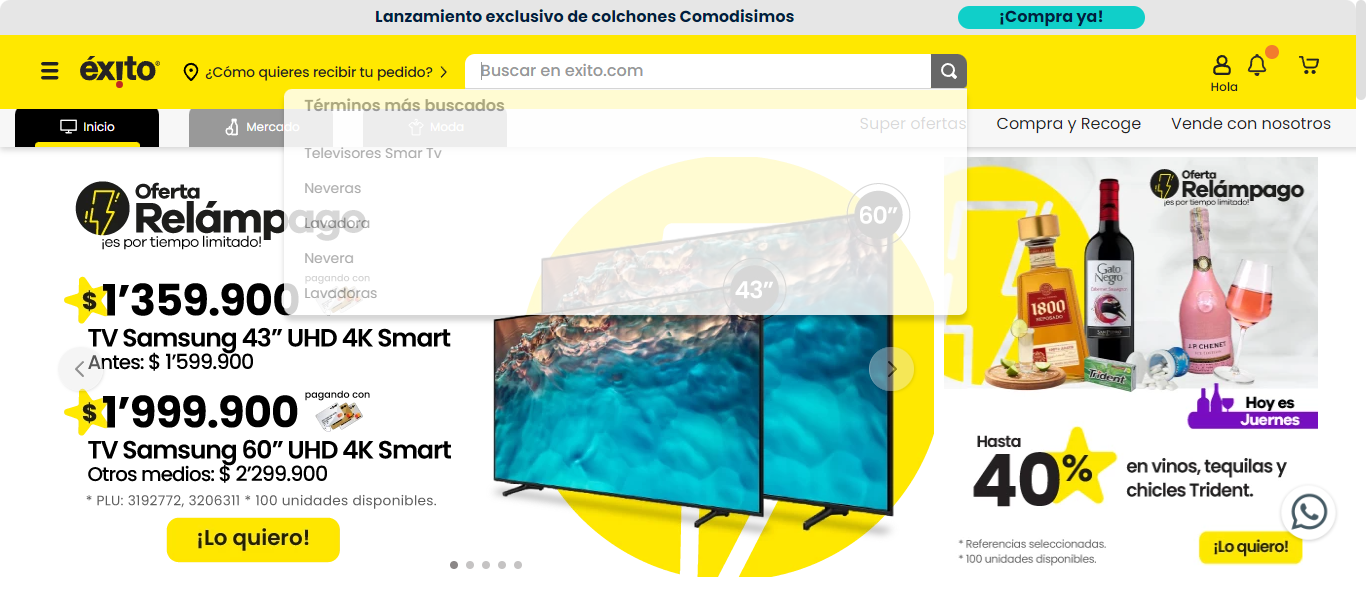 Lanzamiento exclusivo de colchones Comodisimos
¡Compra ya!
éxito
¿Cómo quieres recibir tu pedido?
Buscar en exito.com
Hola
Términos más buscados
Televisores Smar Tv
Neveras
Lavadora
Nevera
Lavadoras
Inicio
Mercado
Moda
Super ofertas
Compra y Recoge
Vende con nosotros
Oferta
Relámpago
¡es por tiempo limitado!
pagando con
$1’359.900
TV Samsung 43” UHD 4K Smart
Antes: $ 1’599.900
$1’999.900
pagando con
TV Samsung 60” UHD 4K Smart
Otros medios: $ 2’299.900
* PLU: 3192772, 3206311 * 100 unidades disponibles.
¡Lo quiero!
60”
43”
Oferta
Relámpago
¡es por tiempo limitado!
1800
REPOSADO
Gato
Negro
J.P. CHENET
Trident
Hoy es
Juernes
Hasta
40%
en vinos, tequilas y
chicles Trident.
* Referencias seleccionadas.
* 100 unidades disponibles.
¡Lo quiero!